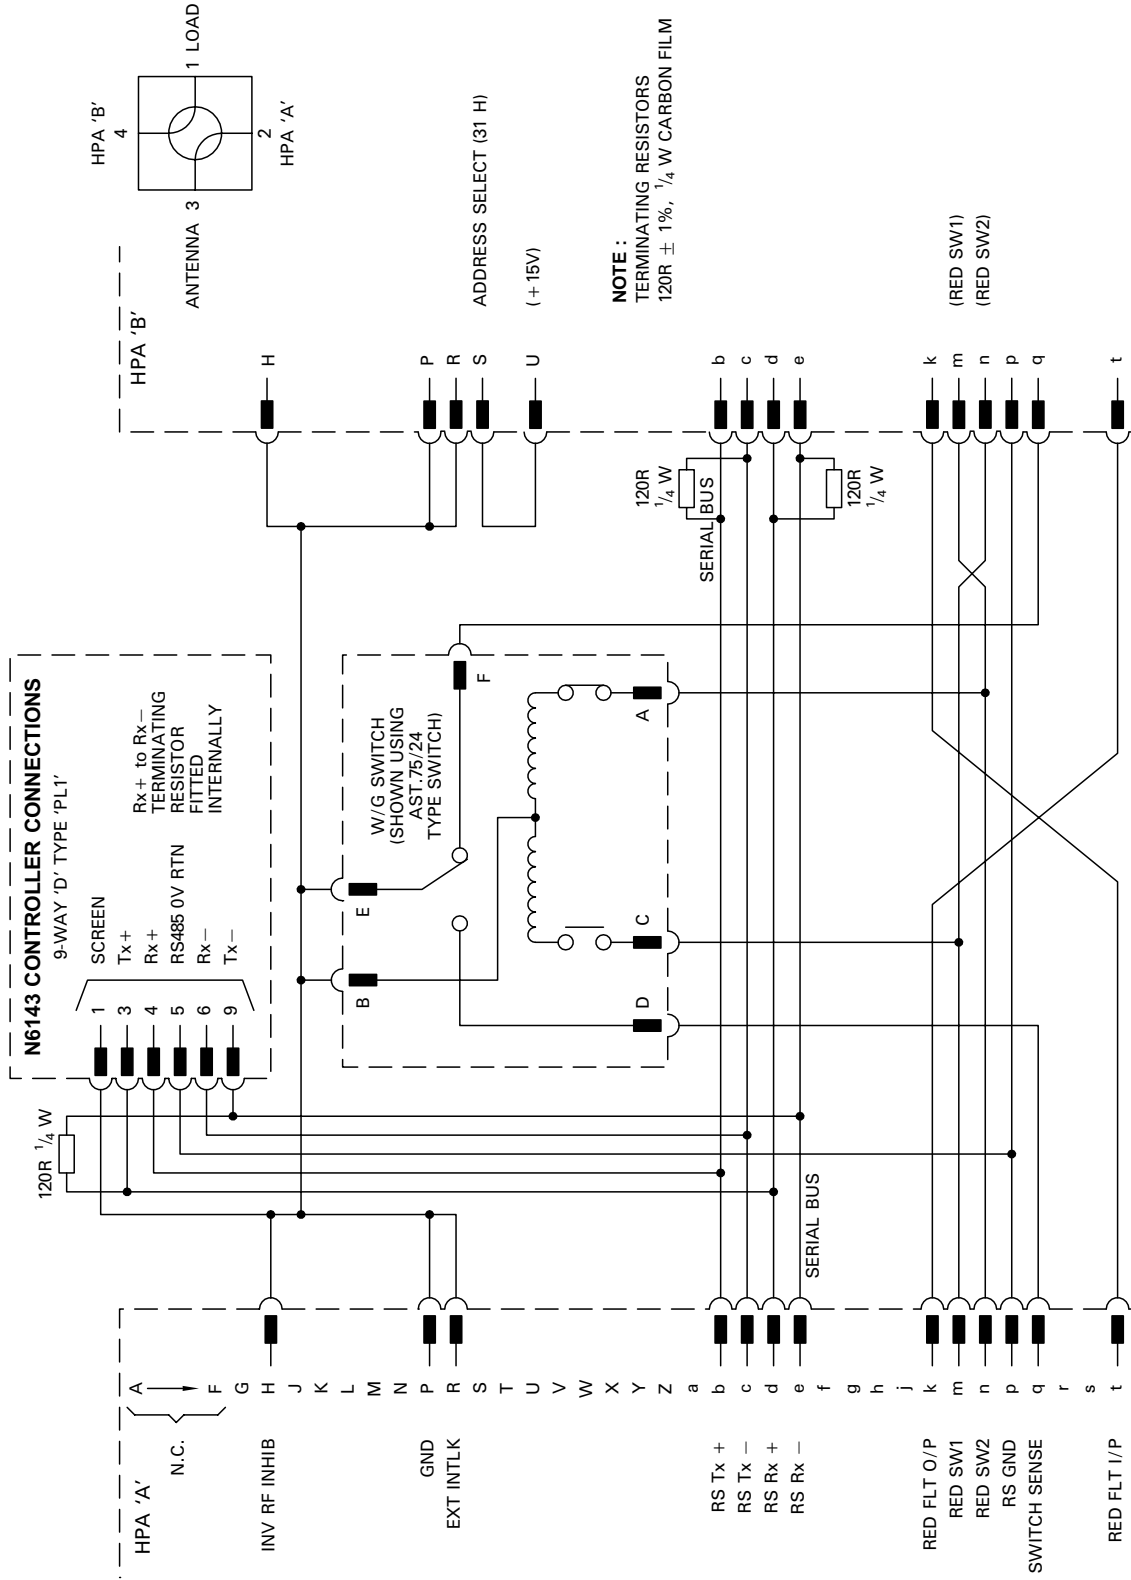 HPA 'B'
4
1 LOAD
ANTENNA 3
2
HPA 'A'
HPA 'B'
H
P
R
S
U
ADDRESS SELECT (31 H)
(+15V)
NOTE :
TERMINATING RESISTORS
120R ± 1%, 1/4 W CARBON FILM
b
c
d
e
k
m
n
p
q
t
(RED SW1)
(RED SW2)
120R
1/4 W
SERIAL BUS
120R
1/4 W
N6143 CONTROLLER CONNECTIONS
9-WAY 'D' TYPE 'PL1'
1
3
4
5
6
9
SCREEN
Tx+
Rx+
RS485 0V RTN
Rx−
Tx−
Rx+ to Rx−
TERMINATING
RESISTOR
FITTED
INTERNALLY
W/G SWITCH
(SHOWN USING
AST.75/24
TYPE SWITCH)
F
E
B
A
C
D
120R 1/4 W
SERIAL BUS
HPA 'A'
A
F
N.C.
G
H
J
K
L
M
N
P
R
S
T
U
V
W
X
Y
Z
a
b
c
d
e
f
g
h
j
k
m
n
p
q
r
s
t
INV RF INHIB
GND
EXT INTLK
RS Tx +
RS Tx −
RS Rx +
RS Rx −
RED FLT O/P
RED SW1
RED SW2
RS GND
SWITCH SENSE
RED FLT I/P